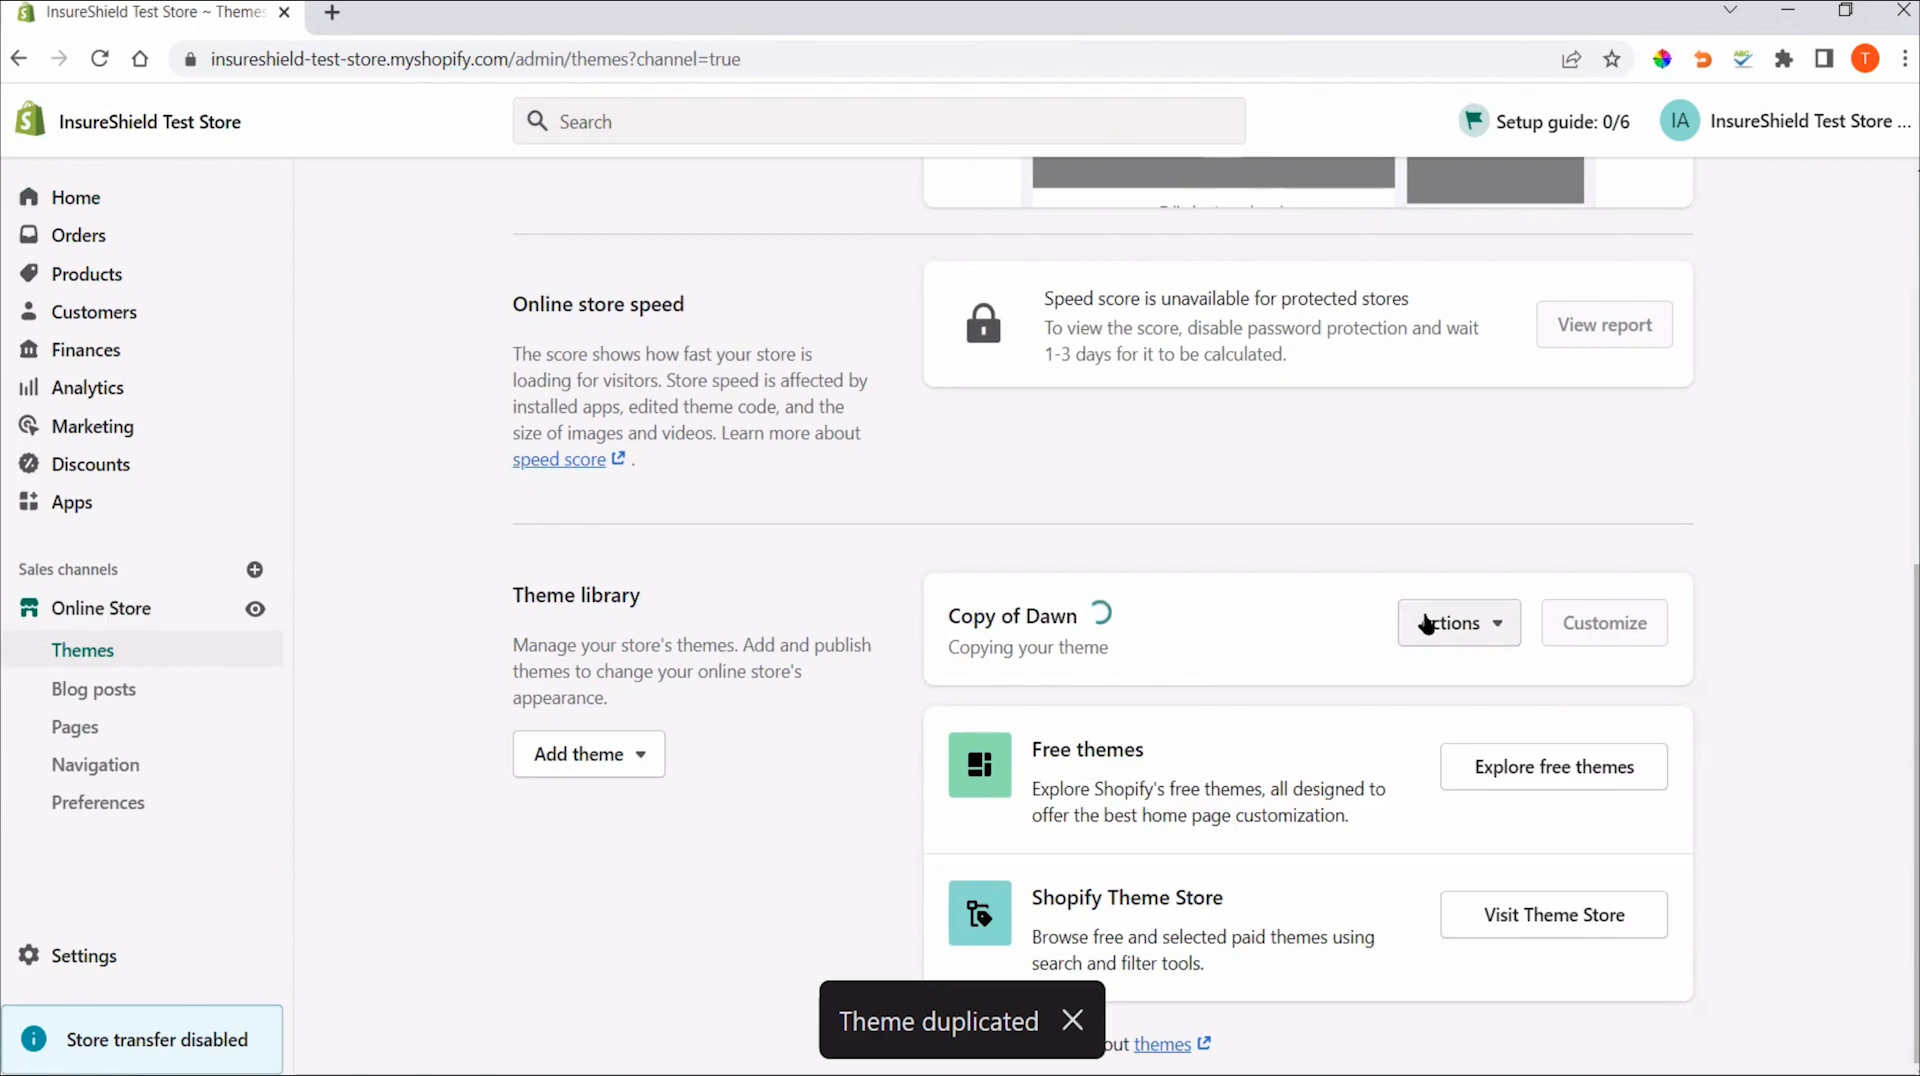 InsureShield Test Store ~ Themes
insureshield-test-store.myshopify.com/admin/themes?channel=true
T
InsureShield Test Store
Search
Setup guide: 0/6
IA
InsureShield Test Store ...
Home
Orders
Products
Customers
Finances
Analytics
Marketing
Discounts
Apps
Sales channels
Online Store
Themes
Blog posts
Pages
Navigation
Preferences
Settings
Store transfer disabled
Online store speed
The score shows how fast your store is
loading for visitors. Store speed is affected by
installed apps, edited theme code, and the
size of images and videos. Learn more about
speed score .
Speed score is unavailable for protected stores
To view the score, disable password protection and wait
1-3 days for it to be calculated.
View report
Theme library
Manage your store's themes. Add and publish
themes to change your online store's
appearance.
Add theme
Copy of Dawn
Copying your theme
ctions
Customize
Free themes
Explore Shopify's free themes, all designed to
offer the best home page customization.
Explore free themes
Shopify Theme Store
Browse free and selected paid themes using
search and filter tools.
Visit Theme Store
Theme duplicated
out themes